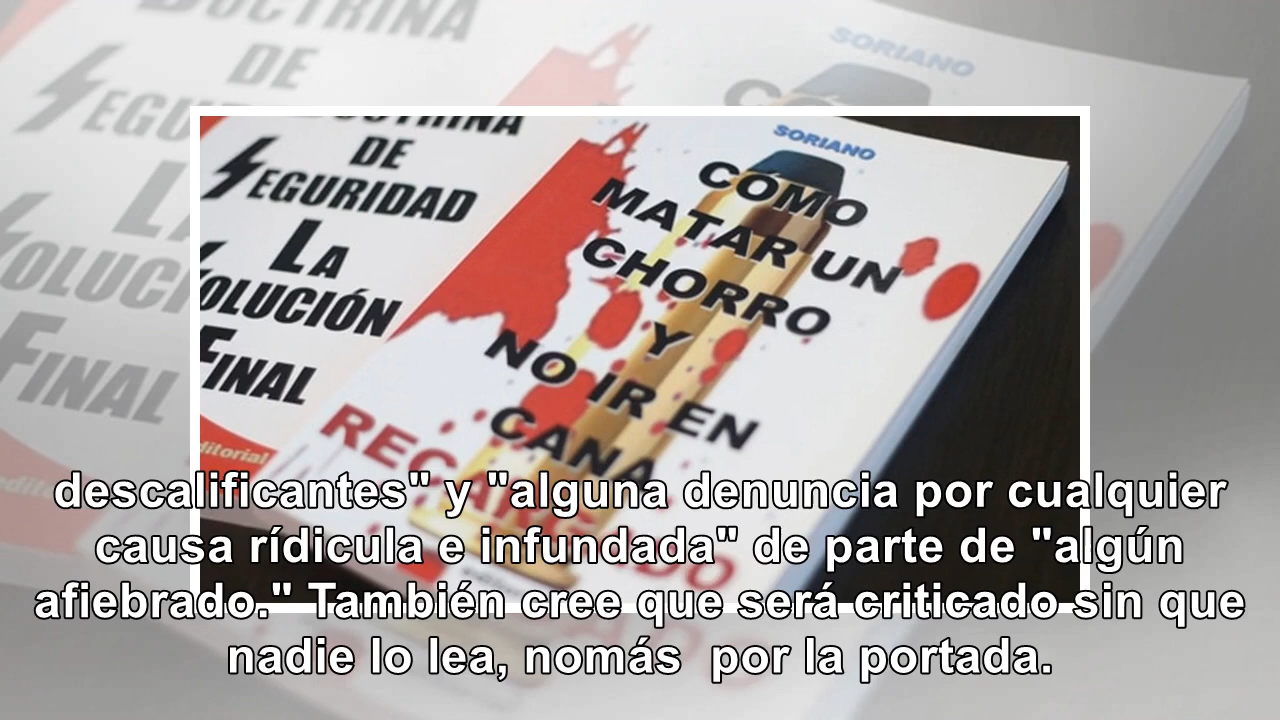 DOCTRINA
DE
SEGURIDAD
LA
SOLUCIÓN
FINAL
editorial
SORIANO
CÓMO
MATAR UN
CHORRO
Y
NO IR EN
CANA
RECARGADO
descalificantes" y "alguna denuncia por cualquier
causa rídicula e infundada" de parte de "algún
afiebrado." También cree que será criticado sin que
nadie lo lea, nomás por la portada.